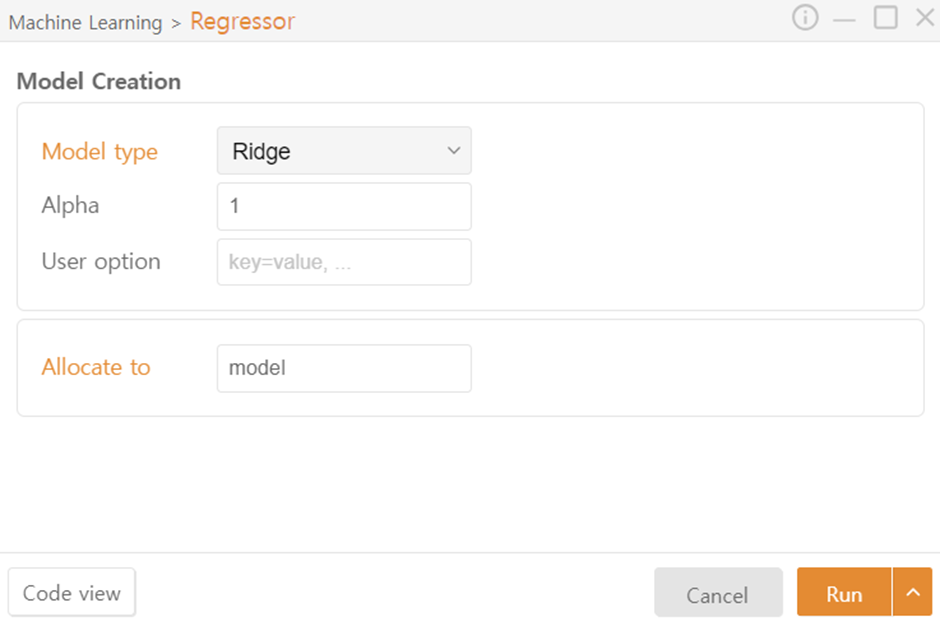 Machine Learning > Regressor
Model Creation
Model type Ridge
Alpha 1
User option key=value, ...
Allocate to model
Code view Cancel Run